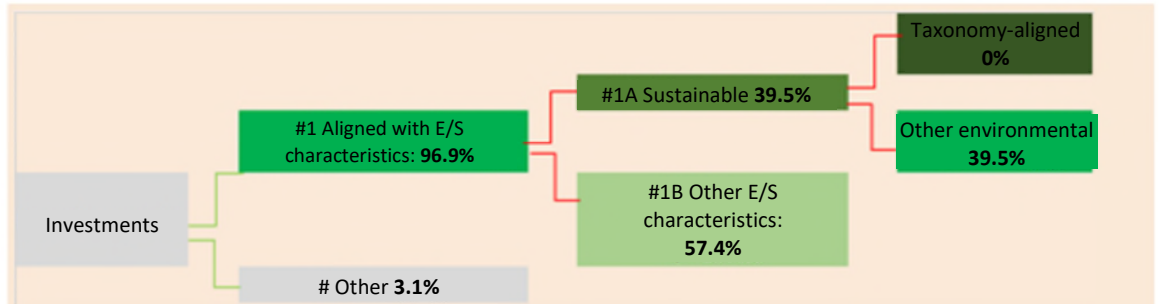 Taxonomy-aligned
0%
#1A Sustainable 39.5%
#1 Aligned with E/S
characteristics: 96.9%
Other environmental
39.5%
#1B Other E/S
characteristics:
57.4%
Investments
# Other 3.1%